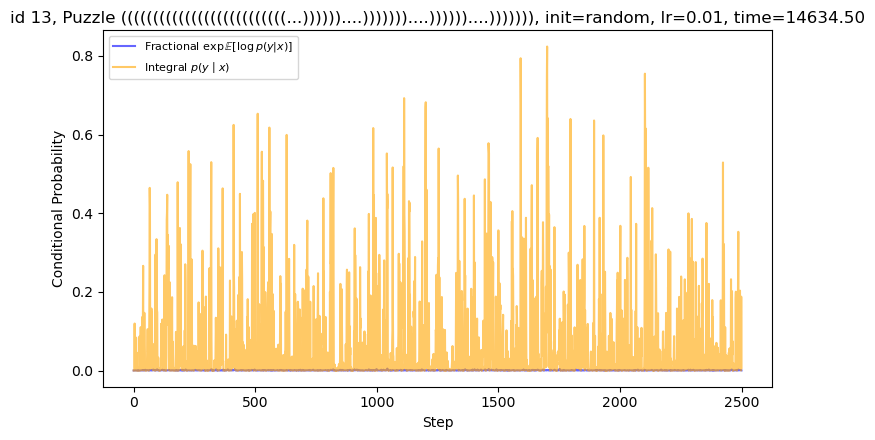 id 13, Puzzle ((((((((((((((((((((((((((...))))))....)))))))....))))))....))))))), init=random, lr=0.01, time=14634.50
Fractional exp𝔼[log p(y|x)]
Integral p(y | x)
Conditional Probability
0.8
0.6
0.4
0.2
0.0
0
500
1000
1500
2000
2500
Step